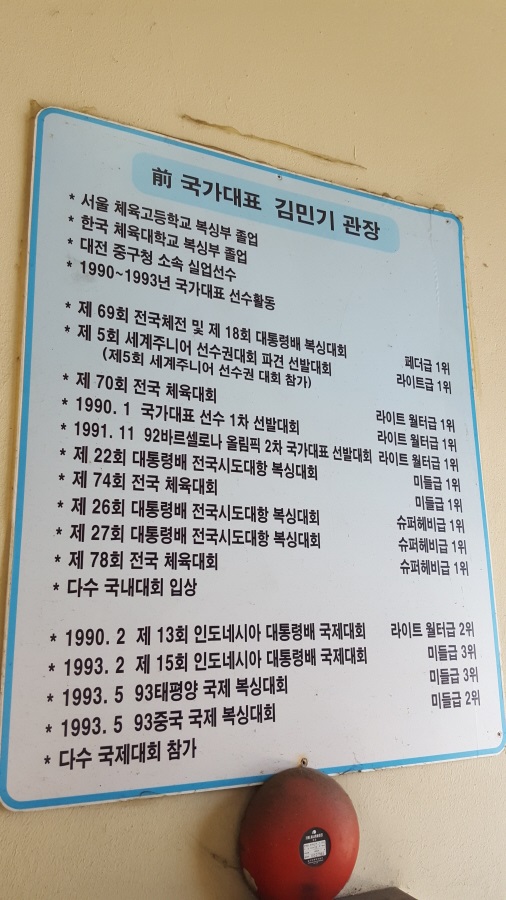 前 국가대표 김민기 관장
* 서울 체육고등학교 복싱부 졸업
* 한국 체육대학교 복싱부 졸업
* 대전 중구청 소속 실업선수
* 1990~1993년 국가대표 선수활동
* 제 69회 전국체전 및 제 18회 대통령배 복싱대회 페더급 1위
* 제 5회 세계주니어 선수권대회 파견 선발대회 라이트급 1위
(제5회 세계주니어 선수권 대회 참가)
* 제 70회 전국 체육대회 라이트 월터급 1위
* 1990. 1 국가대표 선수 1차 선발대회 라이트 월터급 1위
* 1991. 11 92바르셀로나 올림픽 2차 국가대표 선발대회 라이트 월터급 1위
* 제 22회 대통령배 전국시도대항 복싱대회 미들급 1위
* 제 74회 전국 체육대회 미들급 1위
* 제 26회 대통령배 전국시도대항 복싱대회 슈퍼헤비급 1위
* 제 27회 대통령배 전국시도대항 복싱대회 슈퍼헤비급 1위
* 제 78회 전국 체육대회 슈퍼헤비급 1위
* 다수 국내대회 입상
* 1990. 2 제 13회 인도네시아 대통령배 국제대회 라이트 월터급 2위
* 1993. 2 제 15회 인도네시아 대통령배 국제대회 미들급 3위
* 1993. 5 93태평양 국제 복싱대회 미들급 3위
* 1993. 5 93중국 국제 복싱대회 미들급 2위
* 다수 국제대회 참가